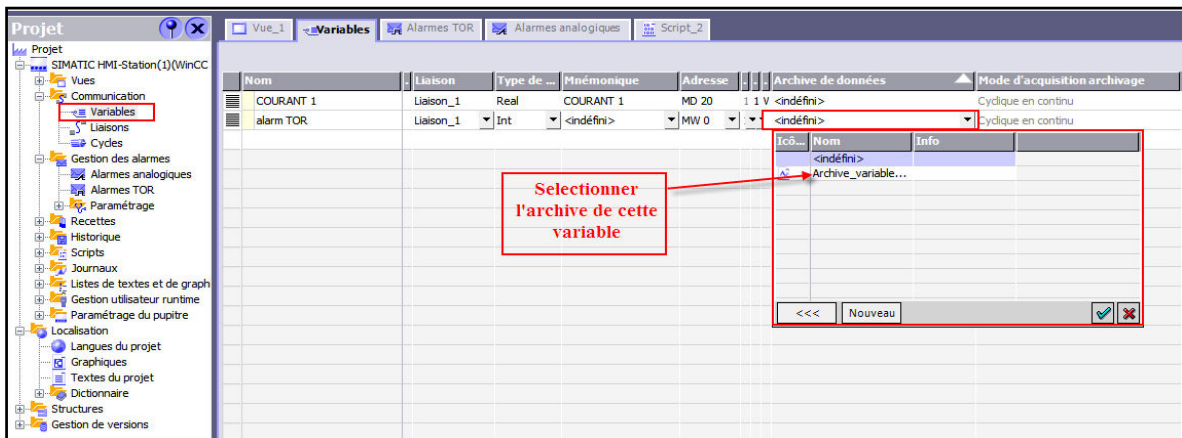 Projet
Projet
SIMATIC HMI-Station(1)(WinCC
Vues
Communication
Variables
Liaisons
Cycles
Gestion des alarmes
Alarmes analogiques
Alarmes TOR
Paramétrage
Recettes
Historique
Scripts
Journaux
Listes de textes et de graph
Gestion utilisateur runtime
Paramétrage du pupitre
Localisation
Langues du projet
Graphiques
Textes du projet
Dictionnaire
Structures
Gestion de versions
Vue_1 Variables Alarmes TOR Alarmes analogiques Script_2
Nom . Liaison Type de ... Mnémonique Adresse . . . Archive de données Mode d'acquisition archivage
COURANT 1 Liaison_1 Real COURANT 1 MD 20 1 1 V <indéfini> Cyclique en continu
alarm TOR Liaison_1 Int <indéfini> MW 0 <indéfini> Cyclique en continu
Icô... Nom Info
<indéfini>
Archive_variable...
Selectionner
l'archive de cette
variable
<<< Nouveau